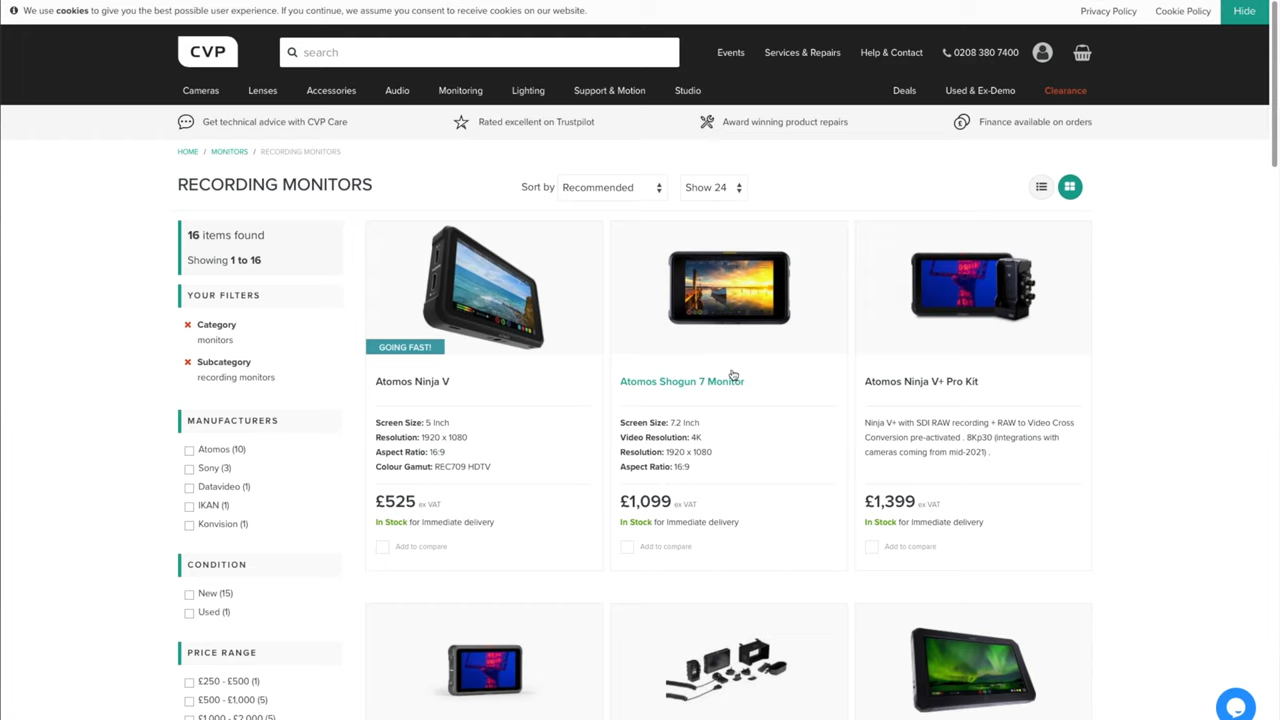 We use cookies to give you the best possible user experience. If you continue, we assume you consent to receive cookies on our website.
Privacy Policy
Cookie Policy
Hide
CVP
search
Events
Services & Repairs
Help & Contact
0208 380 7400
Cameras
Lenses
Accessories
Audio
Monitoring
Lighting
Support & Motion
Studio
Deals
Used & Ex-Demo
Clearance
Get technical advice with CVP Care
Rated excellent on Trustpilot
Award winning product repairs
Finance available on orders
HOME / MONITORS / RECORDING MONITORS
RECORDING MONITORS
Sort by
Recommended
Show 24
16 items found
Showing 1 to 16
YOUR FILTERS
Category
monitors
Subcategory
recording monitors
MANUFACTURERS
Atomos (10)
Sony (3)
Datavideo (1)
IKAN (1)
Konvision (1)
CONDITION
New (15)
Used (1)
PRICE RANGE
£250 - £500 (1)
£500 - £1,000 (5)
£1,000 - £2,000 (5)
GOING FAST!
Atomos Ninja V
Screen Size: 5 Inch
Resolution: 1920 x 1080
Aspect Ratio: 16:9
Colour Gamut: REC709 HDTV
£525 ex VAT
In Stock for Immediate delivery
Add to compare
Atomos Shogun 7 Monitor
Screen Size: 7.2 Inch
Video Resolution: 4K
Resolution: 1920 x 1080
Aspect Ratio: 16:9
£1,099 ex VAT
In Stock for Immediate delivery
Add to compare
Atomos Ninja V+ Pro Kit
Ninja V+ with SDI RAW recording + RAW to Video Cross
Conversion pre-activated . 8Kp30 (integrations with
cameras coming from mid-2021) .
£1,399 ex VAT
In Stock for Immediate delivery
Add to compare